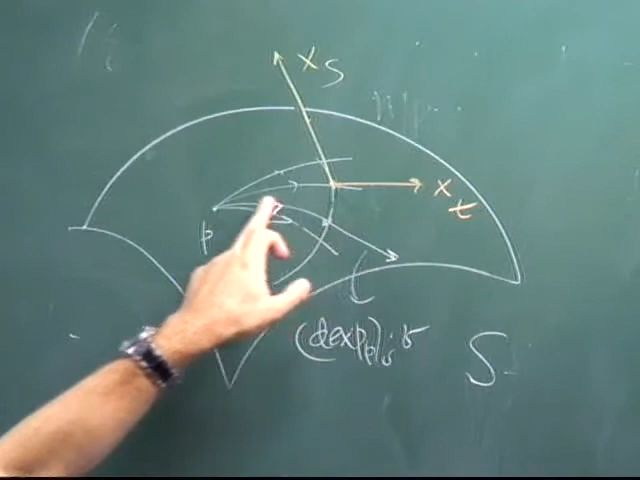 x_s
x_t
p
(dexp_p)_v v
S